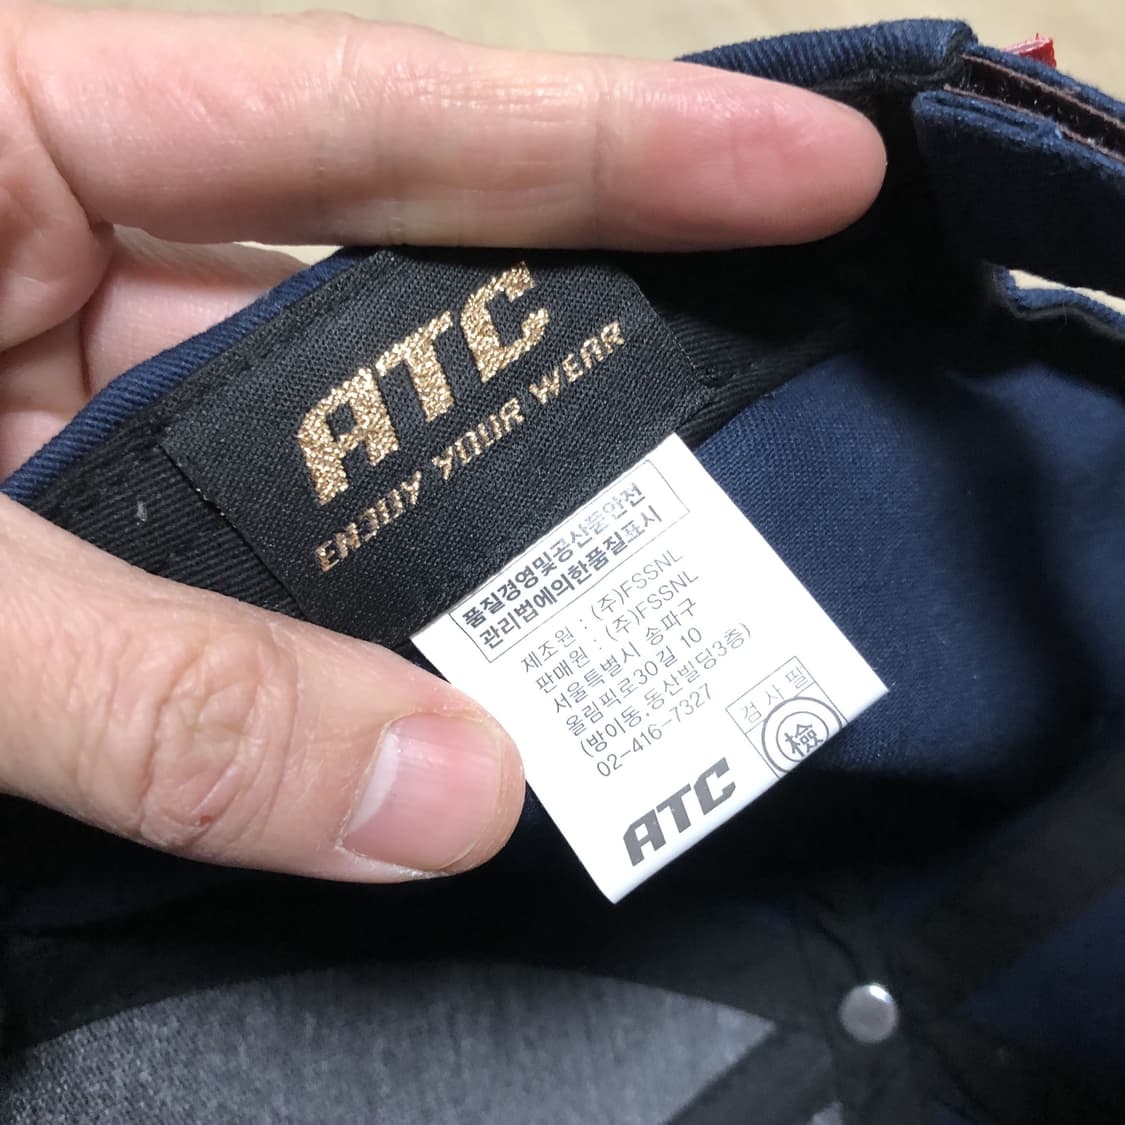 ATC
ENJOY YOUR WEAR
품질경영및공산품안전
관리법에의한품질표시
제조원 : (주)FSSNL
판매원 : (주)FSSNL
서울특별시 송파구
올림픽로30길 10
(방이동,동산빌딩3층)
02-416-7327
검사필
檢
ATC